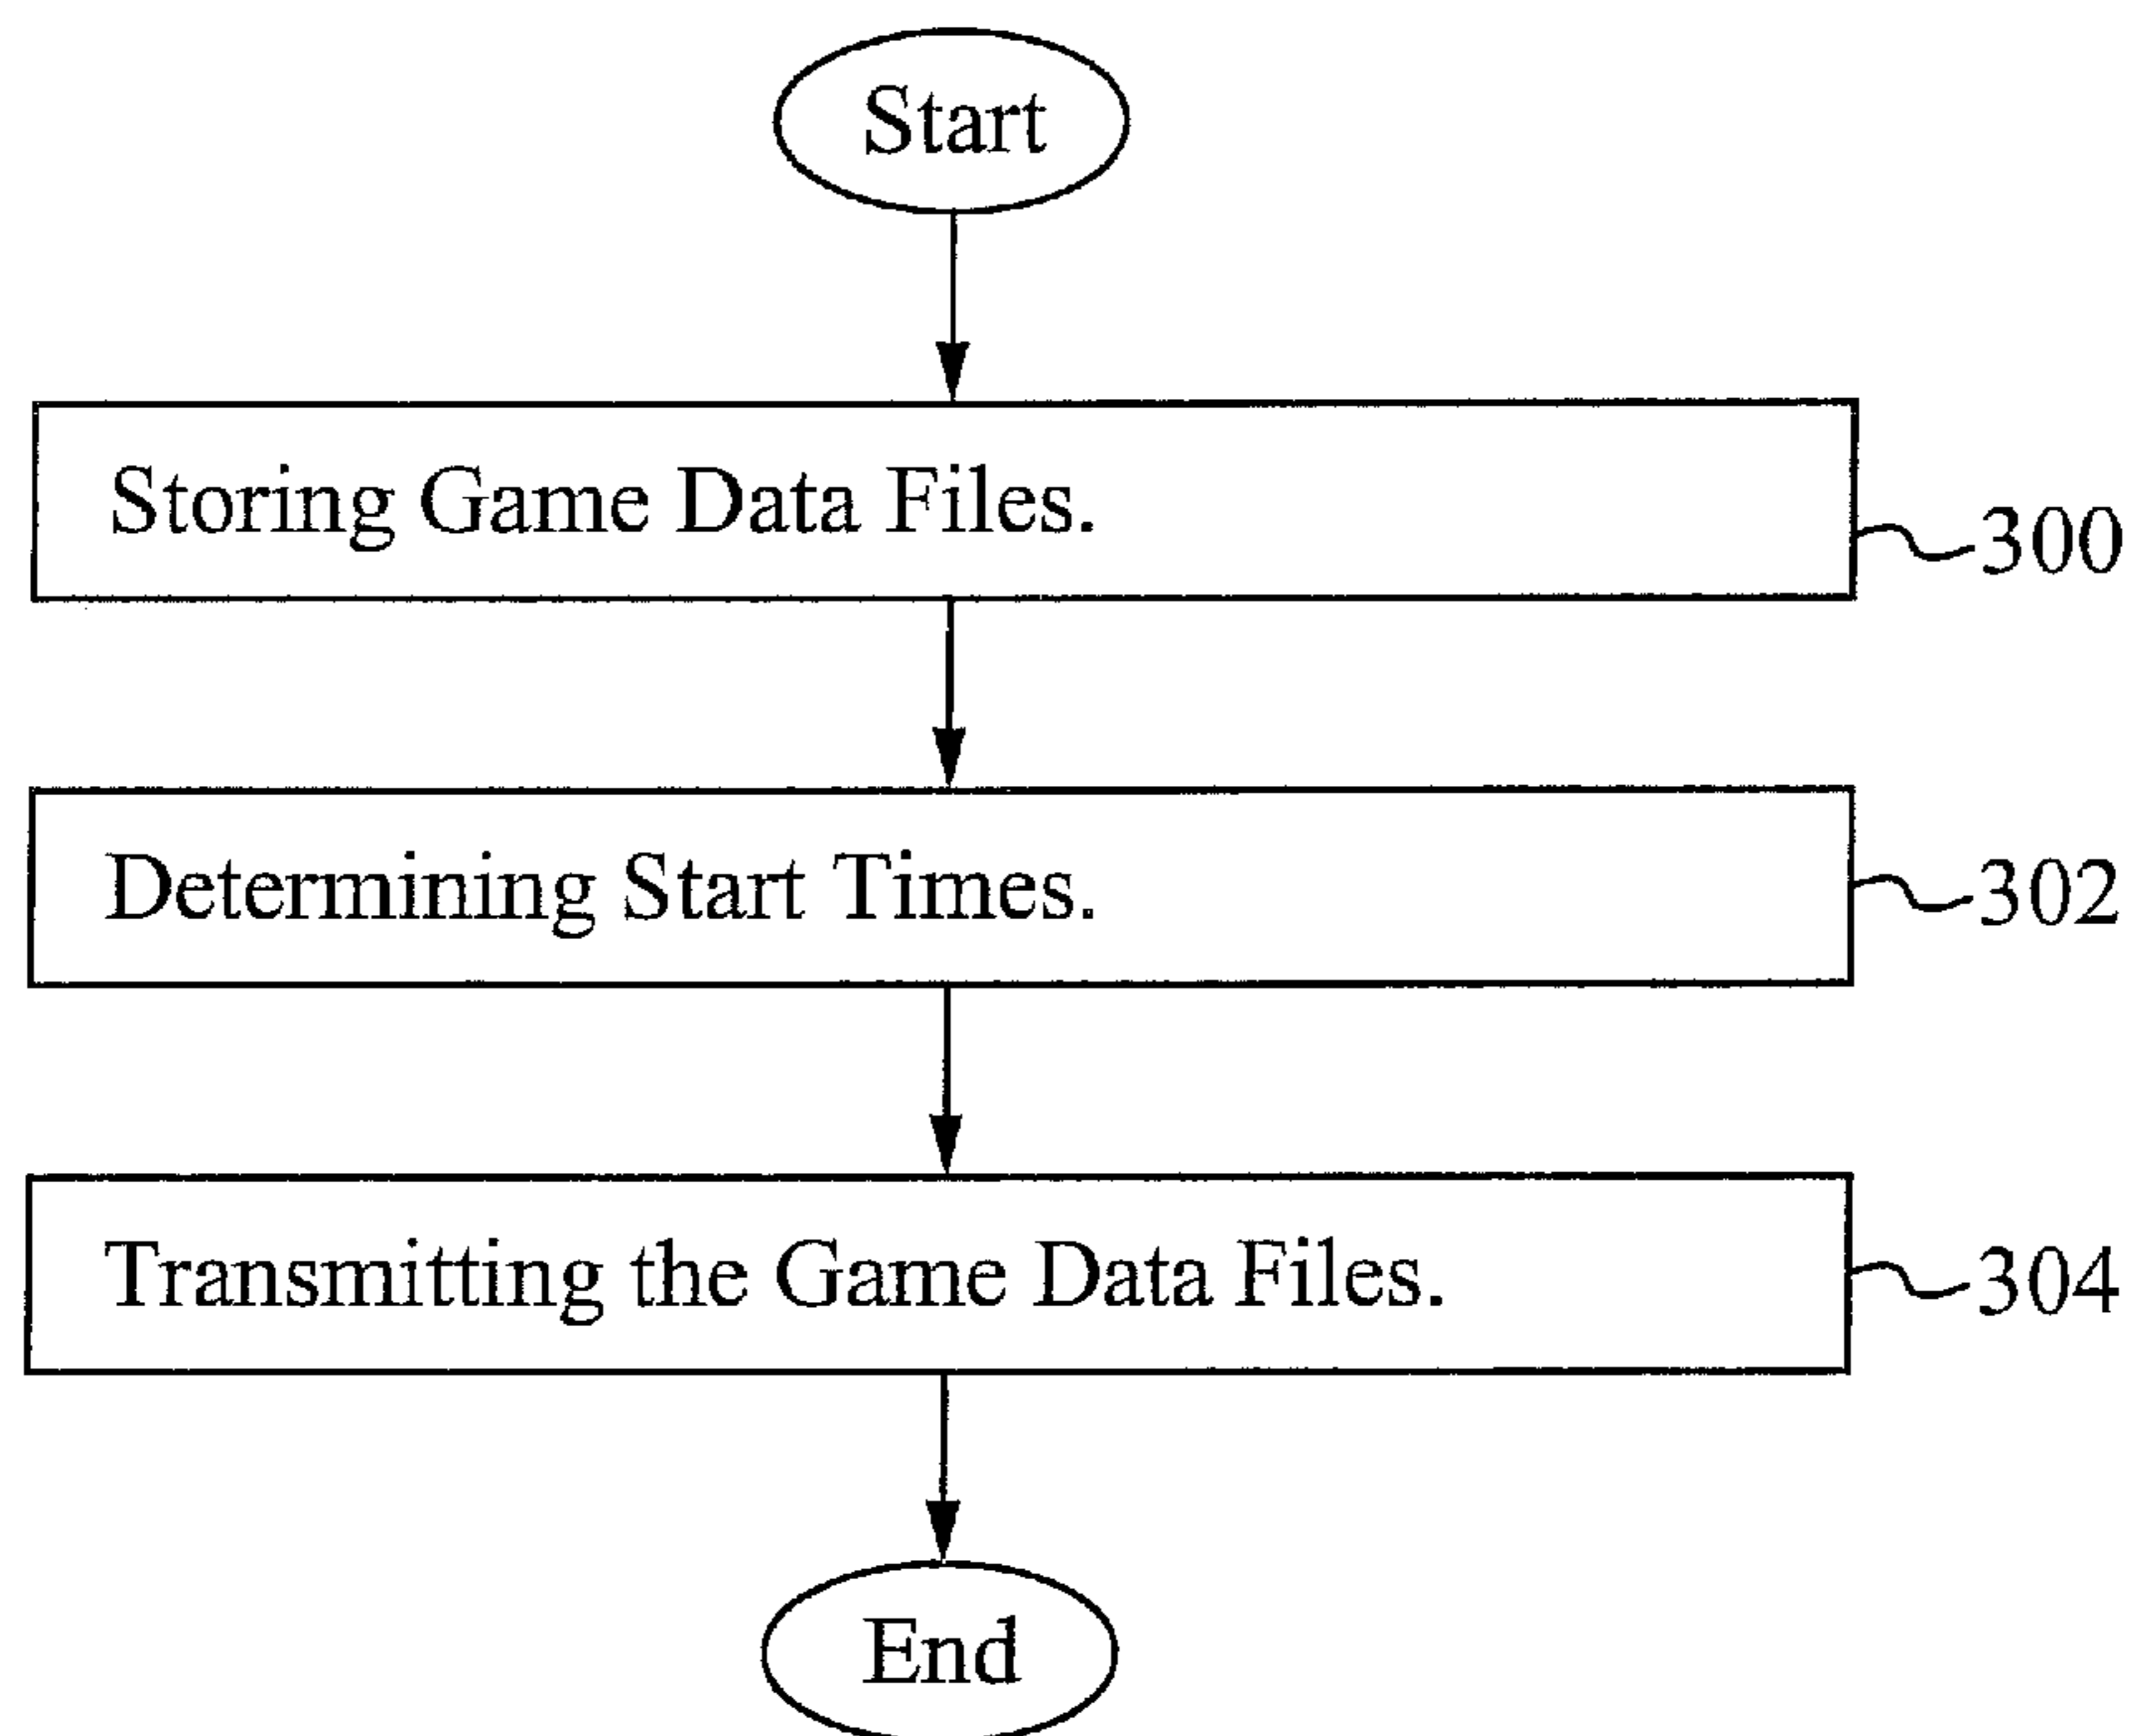 Start
Storing Game Data Files.
300
Determining Start Times.
302
Transmitting the Game Data Files.
304
End